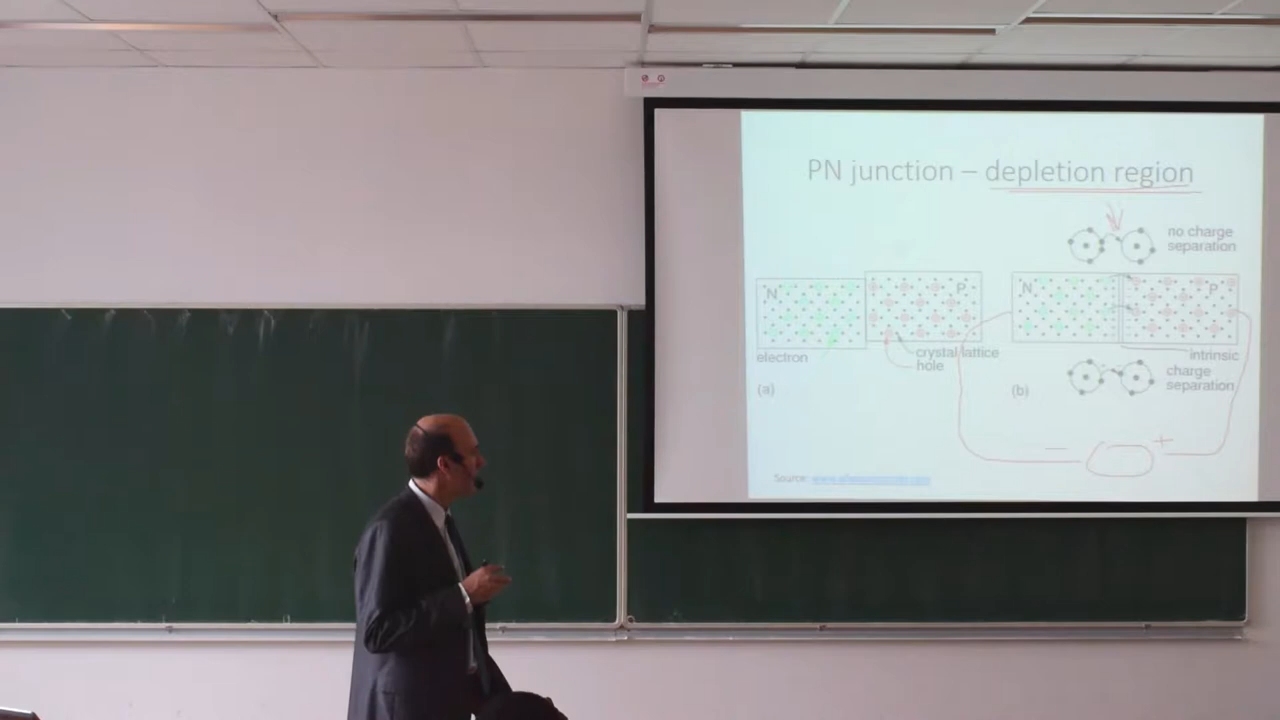 PN junction – depletion region
no charge
separation
N P
N P
electron
crystal lattice
hole
intrinsic
charge
separation
(a)
(b)
− +
Source: